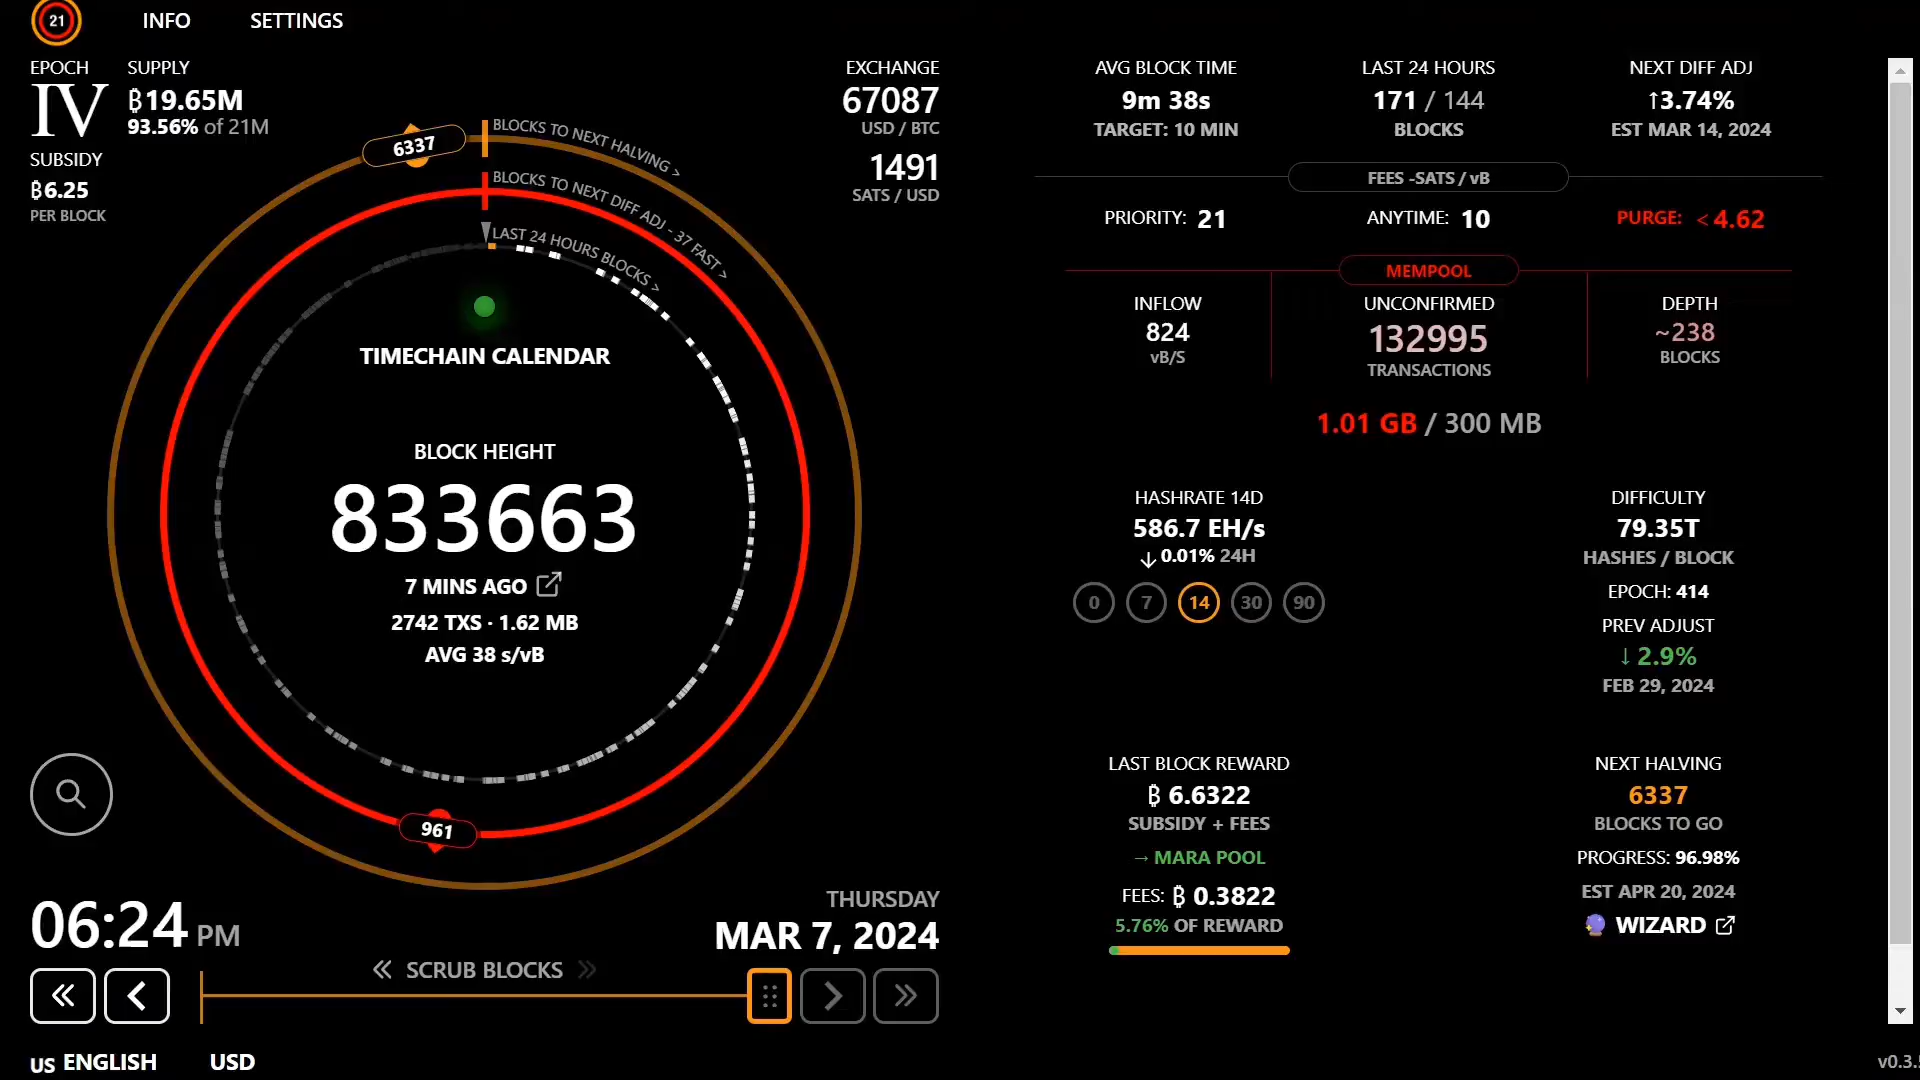 21
INFO
SETTINGS
EPOCH
IV
SUPPLY
₿19.65M
93.56% of 21M
SUBSIDY
₿6.25
PER BLOCK
EXCHANGE
67087
USD / BTC
1491
SATS / USD
6337
BLOCKS TO NEXT HALVING >
BLOCKS TO NEXT DIFF ADJ - 37 FAST >
LAST 24 HOURS BLOCKS >
TIMECHAIN CALENDAR
BLOCK HEIGHT
833663
7 MINS AGO
2742 TXS · 1.62 MB
AVG 38 s/vB
961
06:24 PM
THURSDAY
MAR 7, 2024
SCRUB BLOCKS
US ENGLISH
USD
AVG BLOCK TIME
9m 38s
TARGET: 10 MIN
LAST 24 HOURS
171 / 144
BLOCKS
NEXT DIFF ADJ
↑3.74%
EST MAR 14, 2024
FEES -SATS / vB
PRIORITY: 21
ANYTIME: 10
PURGE: < 4.62
MEMPOOL
INFLOW
824
vB/S
UNCONFIRMED
132995
TRANSACTIONS
DEPTH
~238
BLOCKS
1.01 GB / 300 MB
HASHRATE 14D
586.7 EH/s
↓ 0.01% 24H
0 7 14 30 90
DIFFICULTY
79.35T
HASHES / BLOCK
EPOCH: 414
PREV ADJUST
↓ 2.9%
FEB 29, 2024
LAST BLOCK REWARD
₿ 6.6322
SUBSIDY + FEES
→ MARA POOL
FEES: ₿ 0.3822
5.76% OF REWARD
NEXT HALVING
6337
BLOCKS TO GO
PROGRESS: 96.98%
EST APR 20, 2024
WIZARD